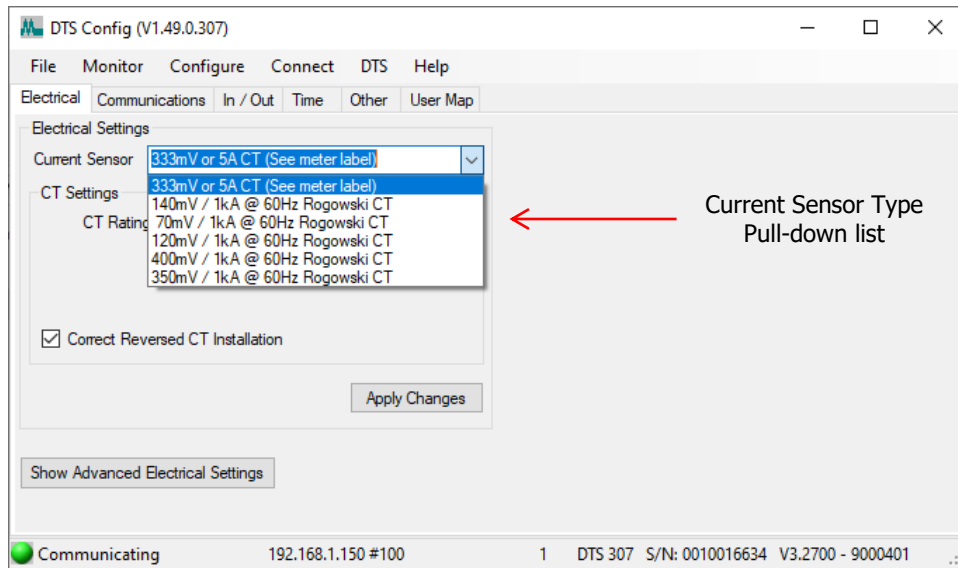 DTS Config (V1.49.0.307)
File Monitor Configure Connect DTS Help
Electrical Communications In / Out Time Other User Map
Electrical Settings
Current Sensor 333mV or 5A CT (See meter label)
333mV or 5A CT (See meter label)
CT Settings
140mV / 1kA @ 60Hz Rogowski CT
CT Rating
70mV / 1kA @ 60Hz Rogowski CT
120mV / 1kA @ 60Hz Rogowski CT
400mV / 1kA @ 60Hz Rogowski CT
350mV / 1kA @ 60Hz Rogowski CT
Current Sensor Type
Pull-down list
Correct Reversed CT Installation
Apply Changes
Show Advanced Electrical Settings
Communicating 192.168.1.150 #100 1 DTS 307 S/N: 0010016634 V3.2700 - 9000401